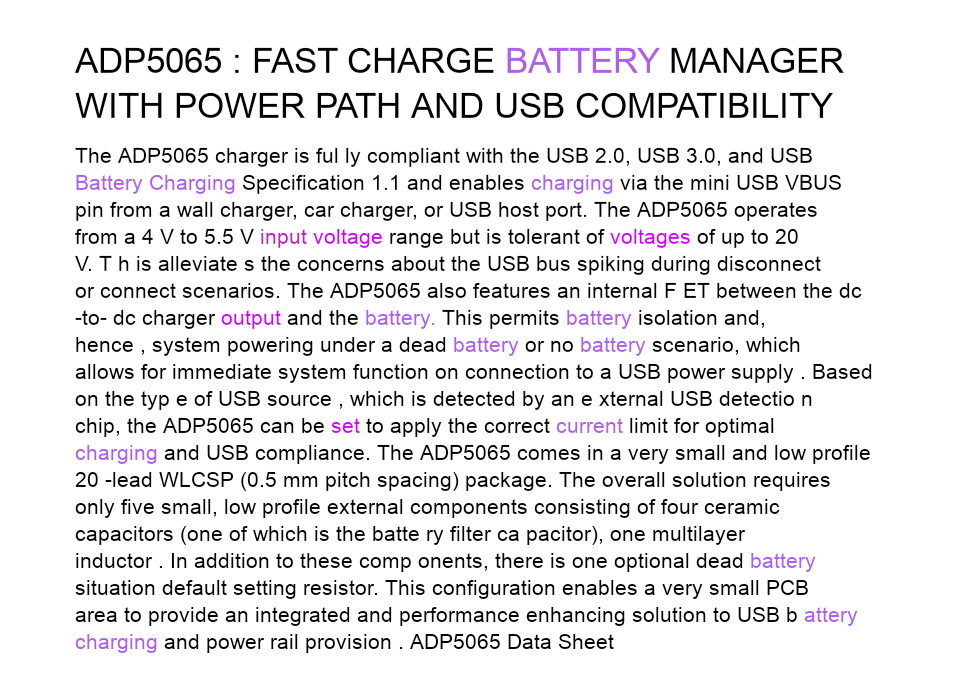 ADP5065 : FAST CHARGE BATTERY MANAGER
WITH POWER PATH AND USB COMPATIBILITY
The ADP5065 charger is ful ly compliant with the USB 2.0, USB 3.0, and USB
Battery Charging Specification 1.1 and enables charging via the mini USB VBUS
pin from a wall charger, car charger, or USB host port. The ADP5065 operates
from a 4 V to 5.5 V input voltage range but is tolerant of voltages of up to 20
V. T h is alleviate s the concerns about the USB bus spiking during disconnect
or connect scenarios. The ADP5065 also features an internal F ET between the dc
-to- dc charger output and the battery. This permits battery isolation and,
hence , system powering under a dead battery or no battery scenario, which
allows for immediate system function on connection to a USB power supply . Based
on the typ e of USB source , which is detected by an e xternal USB detectio n
chip, the ADP5065 can be set to apply the correct current limit for optimal
charging and USB compliance. The ADP5065 comes in a very small and low profile
20 -lead WLCSP (0.5 mm pitch spacing) package. The overall solution requires
only five small, low profile external components consisting of four ceramic
capacitors (one of which is the batte ry filter ca pacitor), one multilayer
inductor . In addition to these comp onents, there is one optional dead battery
situation default setting resistor. This configuration enables a very small PCB
area to provide an integrated and performance enhancing solution to USB b attery
charging and power rail provision . ADP5065 Data Sheet